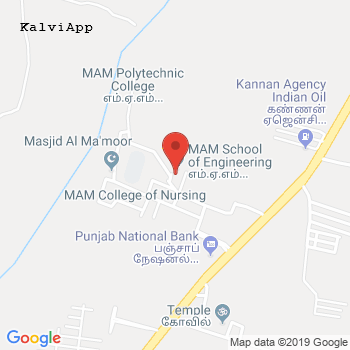 KalviApp
MAM Polytechnic
College
எம்.ஏ.எம்...
Kannan Agency
Indian Oil
கண்ணன்
ஏஜென்சி...
Masjid Al Ma'moor
MAM School
of Engineering
எம்.ஏ.எம்...
MAM College of Nursing
Punjab National Bank
பஞ்சாப்
நேஷனல்...
Temple
கோவில்
Google
Map data ©2019 Google